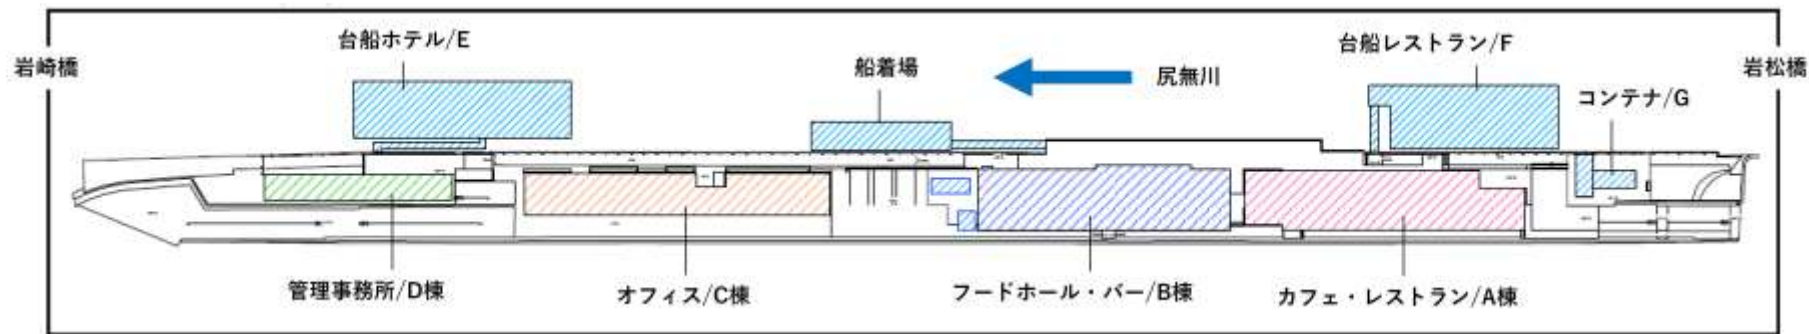 台船ホテル/E
台船レストラン/F
岩崎橋
船着場
尻無川
岩松橋
コンテナ/G
管理事務所/D棟
オフィス/C棟
フードホール・バー/B棟
カフェ・レストラン/A棟